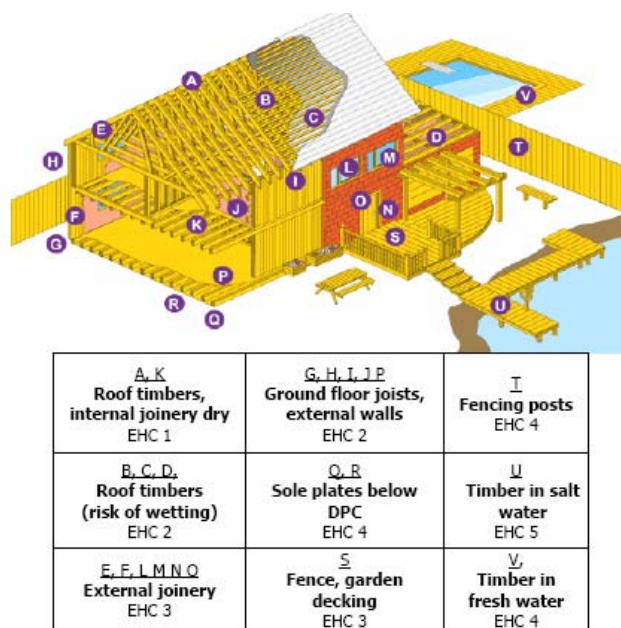 A
V
B
C
E
D
T
H
L
M
I
J
O
N
F
K
S
G
P
R
U
Q
A, K
Roof timbers,
internal joinery dry
EHC 1
G, H, I, J P
Ground floor joists,
external walls
EHC 2
T
Fencing posts
EHC 4
B, C, D,
Roof timbers
(risk of wetting)
EHC 2
Q, R
Sole plates below
DPC
EHC 4
U
Timber in salt
water
EHC 5
E, F, L M N O
External joinery
EHC 3
S
Fence, garden
decking
EHC 3
V,
Timber in
fresh water
EHC 4